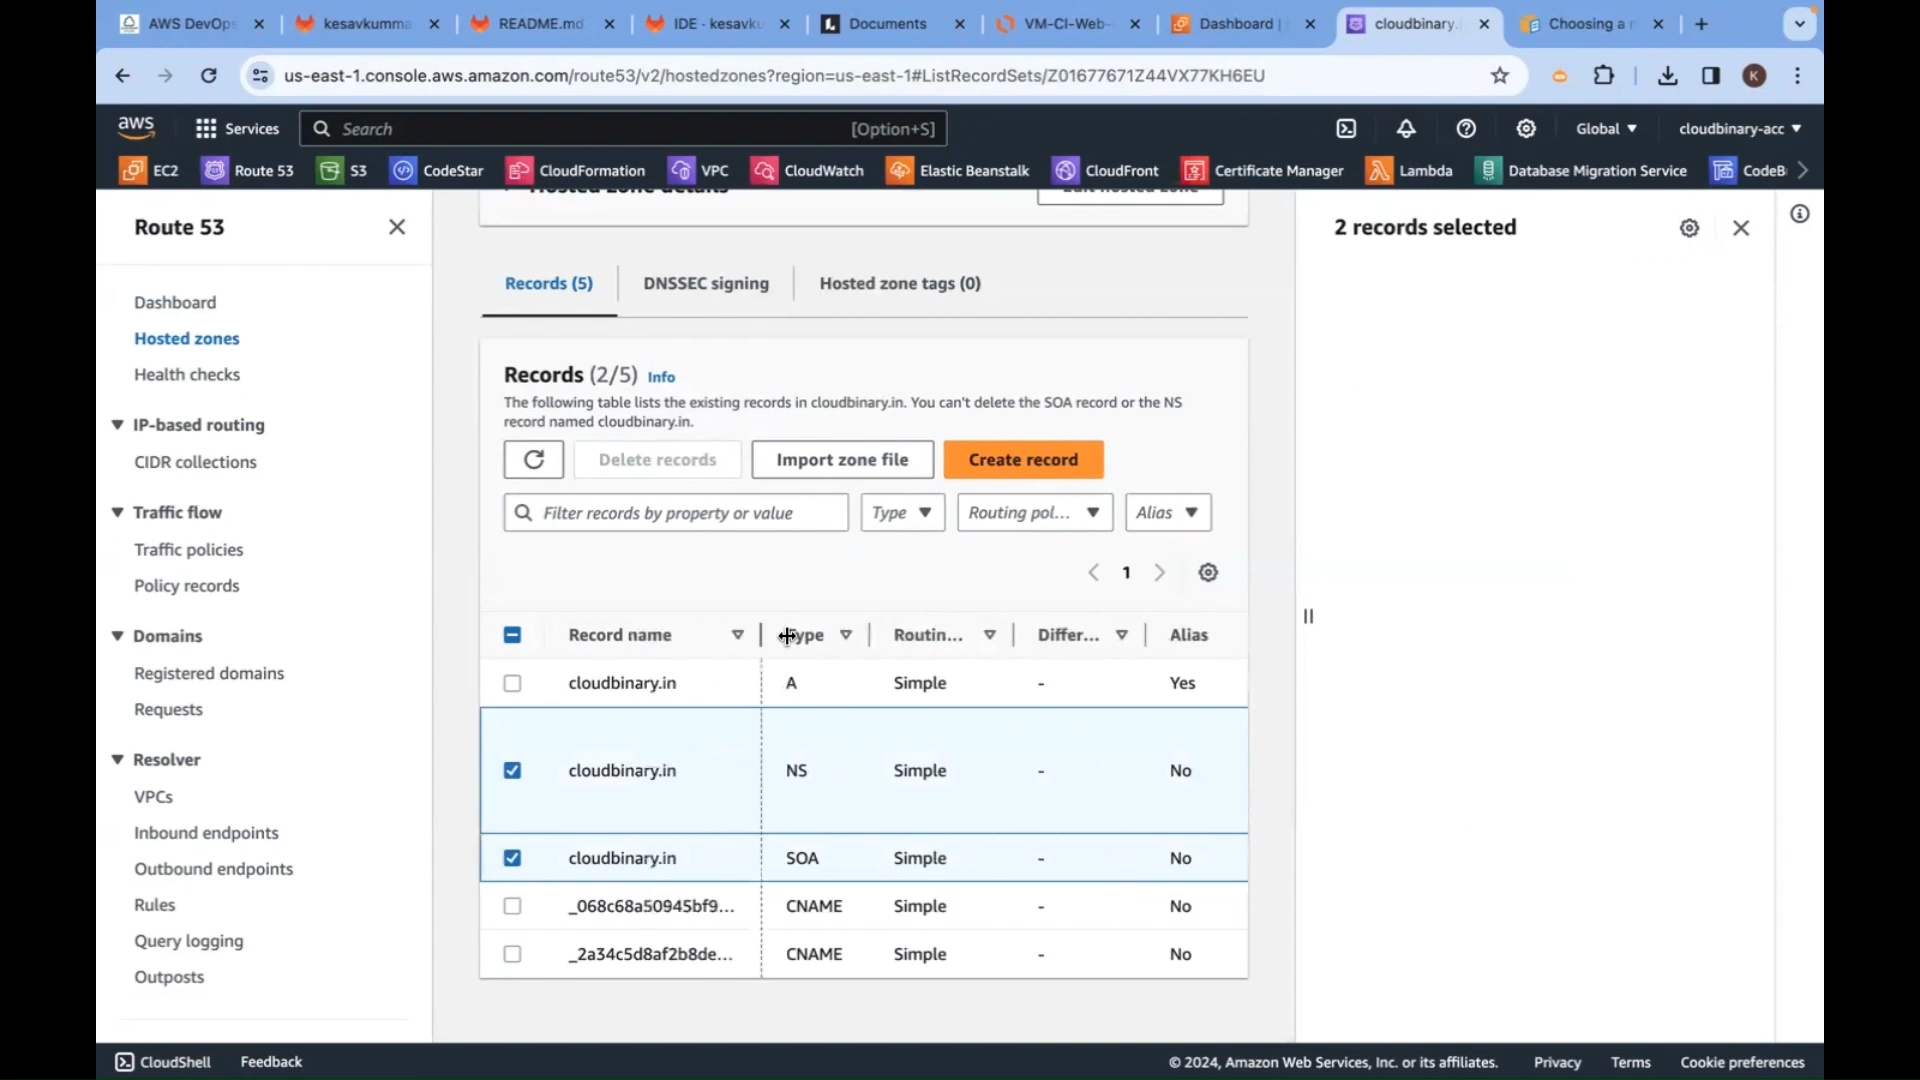 AWS DevOps
kesavkumma
README.md
IDE - kesavku
Documents
VM-CI-Web-
Dashboard |
cloudbinary.
Choosing a r
us-east-1.console.aws.amazon.com/route53/v2/hostedzones?region=us-east-1#ListRecordSets/Z01677671Z44VX77KH6EU
K
aws
Services
Search
[Option+S]
Global
cloudbinary-acc
EC2
Route 53
S3
CodeStar
CloudFormation
VPC
CloudWatch
Elastic Beanstalk
CloudFront
Certificate Manager
Lambda
Database Migration Service
CodeB
Route 53
Dashboard
Hosted zones
Health checks
IP-based routing
CIDR collections
Traffic flow
Traffic policies
Policy records
Domains
Registered domains
Requests
Resolver
VPCs
Inbound endpoints
Outbound endpoints
Rules
Query logging
Outposts
Hosted zone details
Edit hosted zone
Records (5)
DNSSEC signing
Hosted zone tags (0)
Records (2/5) Info
The following table lists the existing records in cloudbinary.in. You can't delete the SOA record or the NS
record named cloudbinary.in.
Delete records
Import zone file
Create record
Filter records by property or value
Type
Routing pol...
Alias
1
Record name Type Routin... Differ... Alias
cloudbinary.in A Simple - Yes
cloudbinary.in NS Simple - No
cloudbinary.in SOA Simple - No
_068c68a50945bf9... CNAME Simple - No
_2a34c5d8af2b8de... CNAME Simple - No
2 records selected
CloudShell
Feedback
© 2024, Amazon Web Services, Inc. or its affiliates.
Privacy
Terms
Cookie preferences